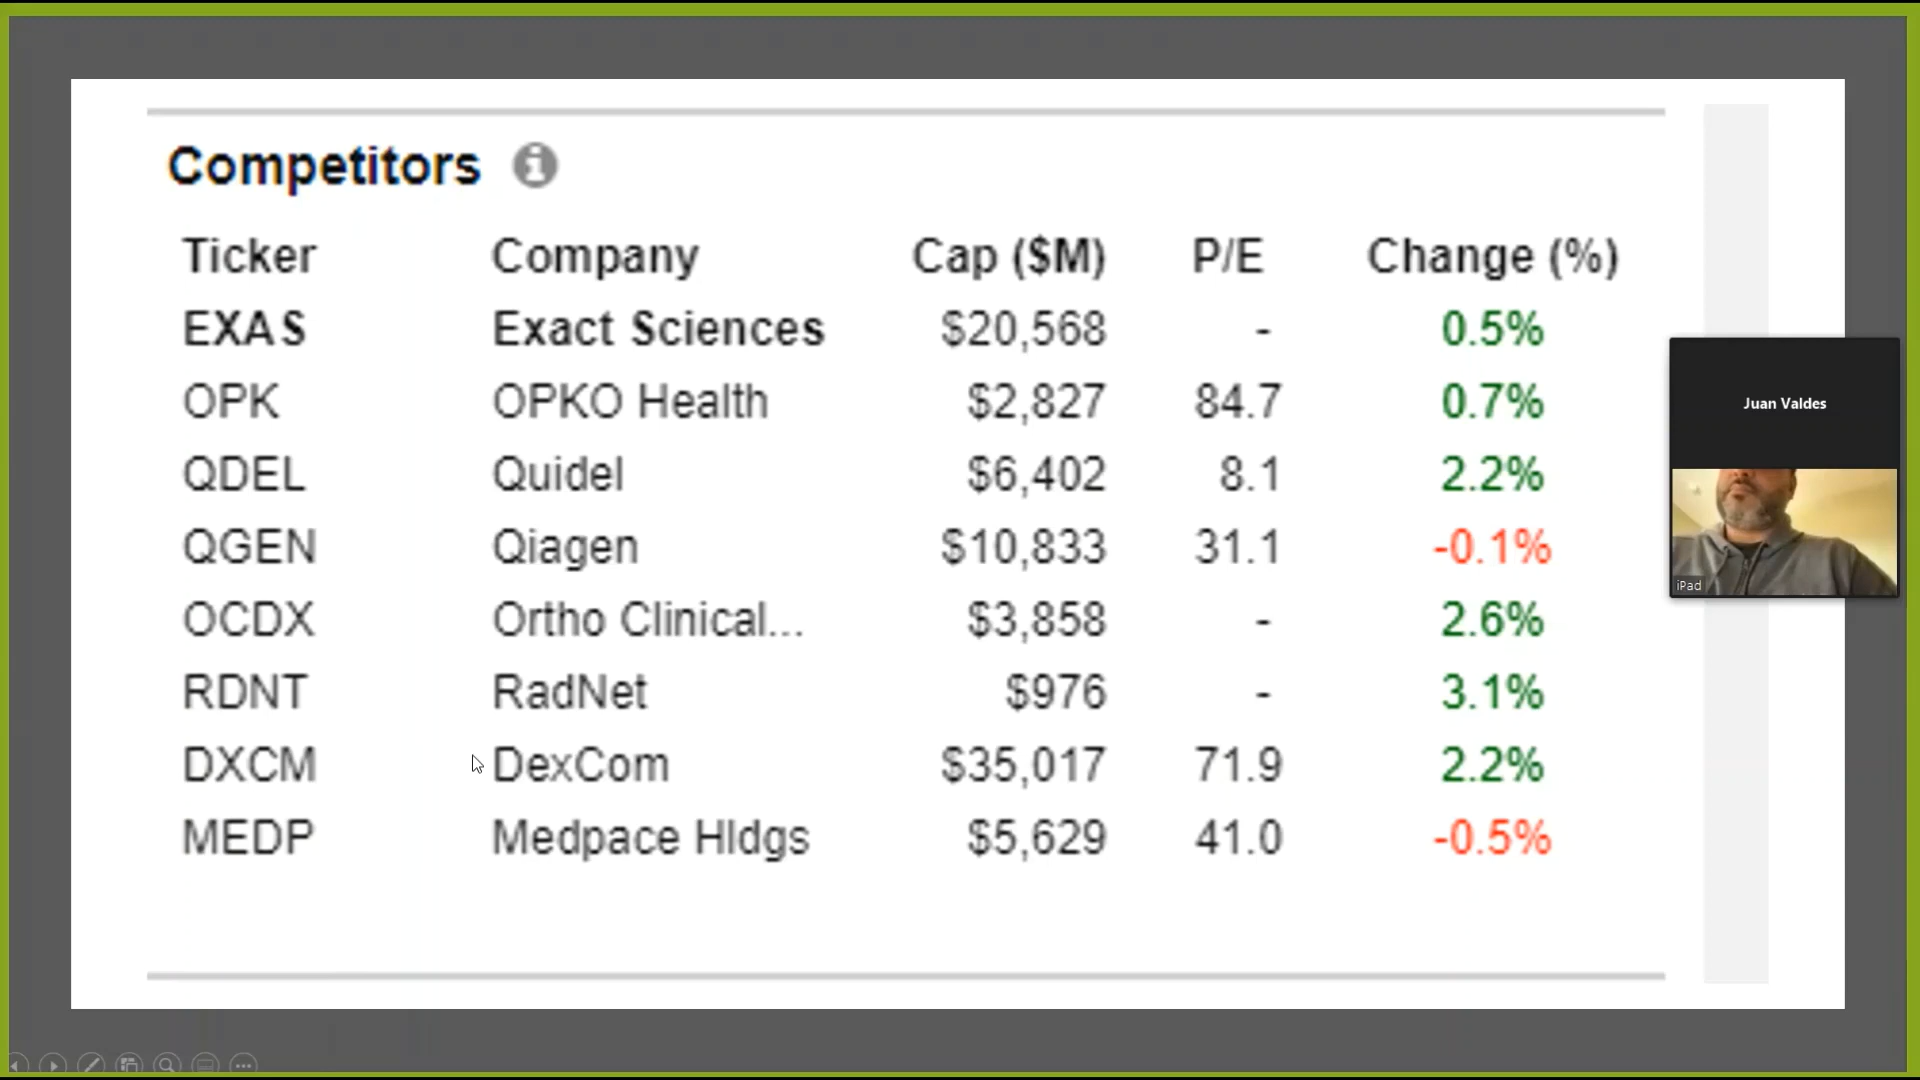 Competitors
Ticker Company Cap ($M) P/E Change (%)
EXAS Exact Sciences $20,568 - 0.5%
OPK OPKO Health $2,827 84.7 0.7%
QDEL Quidel $6,402 8.1 2.2%
QGEN Qiagen $10,833 31.1 -0.1%
OCDX Ortho Clinical... $3,858 - 2.6%
RDNT RadNet $976 - 3.1%
DXCM DexCom $35,017 71.9 2.2%
MEDP Medpace Hldgs $5,629 41.0 -0.5%
Juan Valdes
iPad